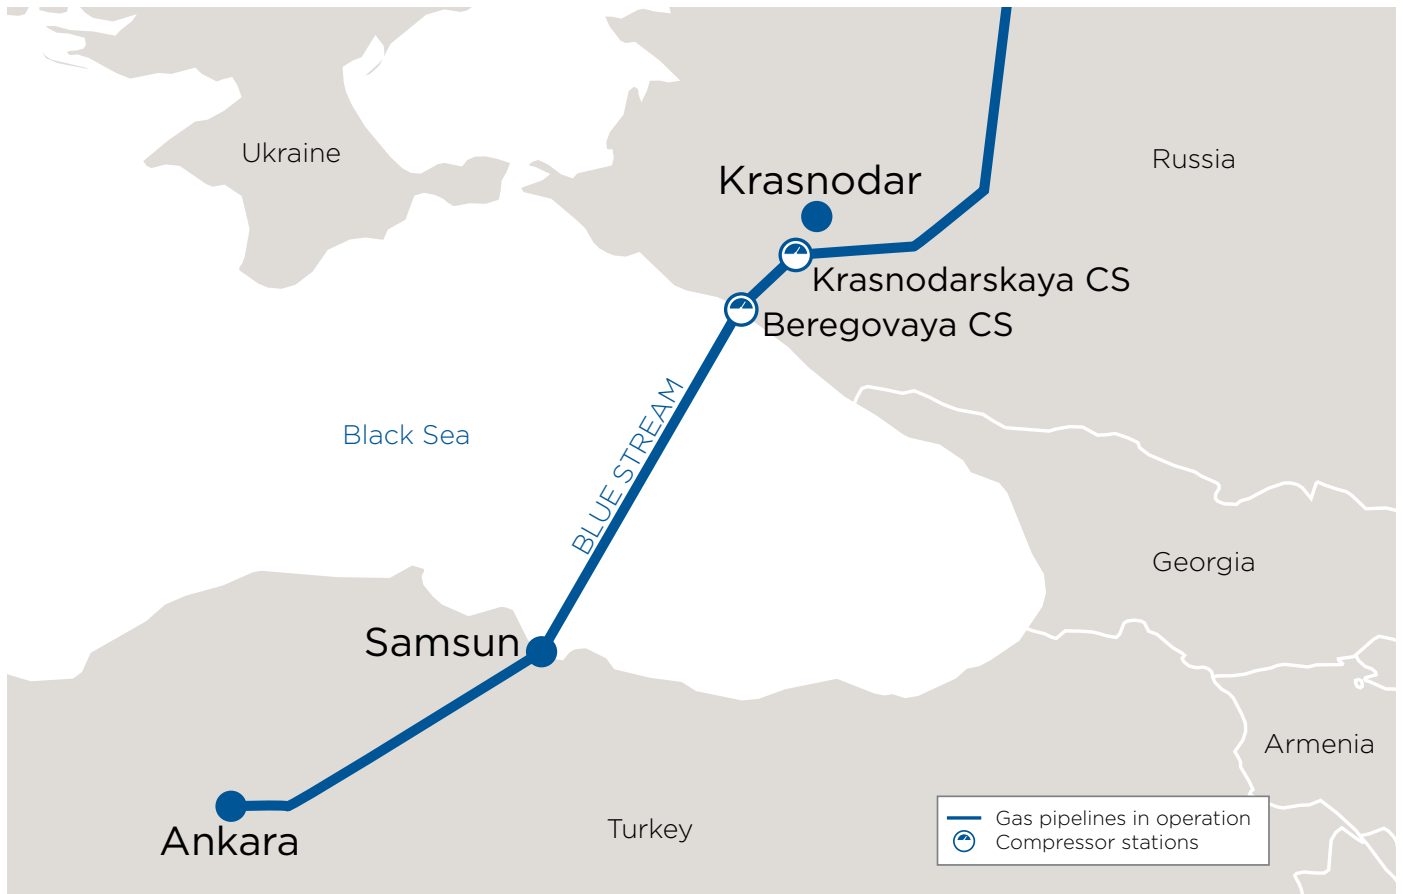 Ukraine
Russia
Krasnodar
Krasnodarskaya CS
Beregovaya CS
BLUE STREAM
Black Sea
Georgia
Samsun
Armenia
Ankara
Turkey
Gas pipelines in operation
Compressor stations